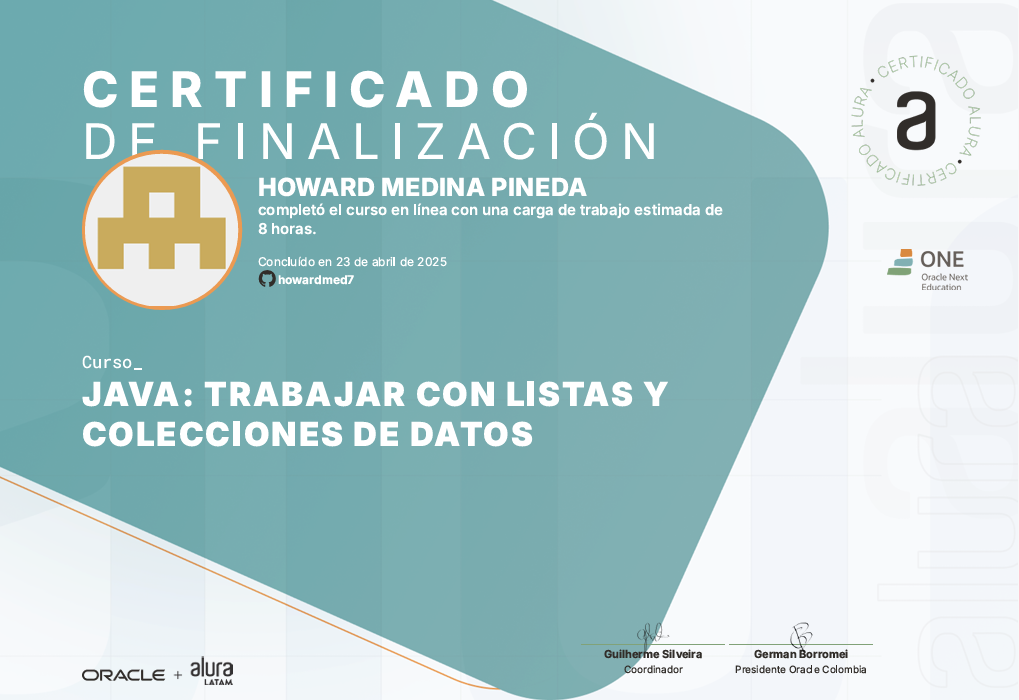 CERTIFICADO
DE FINALIZACIÓN
HOWARD MEDINA PINEDA
completó el curso en línea con una carga de trabajo estimada de
8 horas.
Concluído en 23 de abril de 2025
howardmed7
Curso_
JAVA: TRABAJAR CON LISTAS Y
COLECCIONES DE DATOS
CERTIFICADO ALURA • CERTIFICADO ALURA •
a
ONE
Oracle Next
Education
alura
Guilherme Silveira
Coordinador
German Borromei
Presidente Oracle Colombia
ORACLE + alura
LATAM